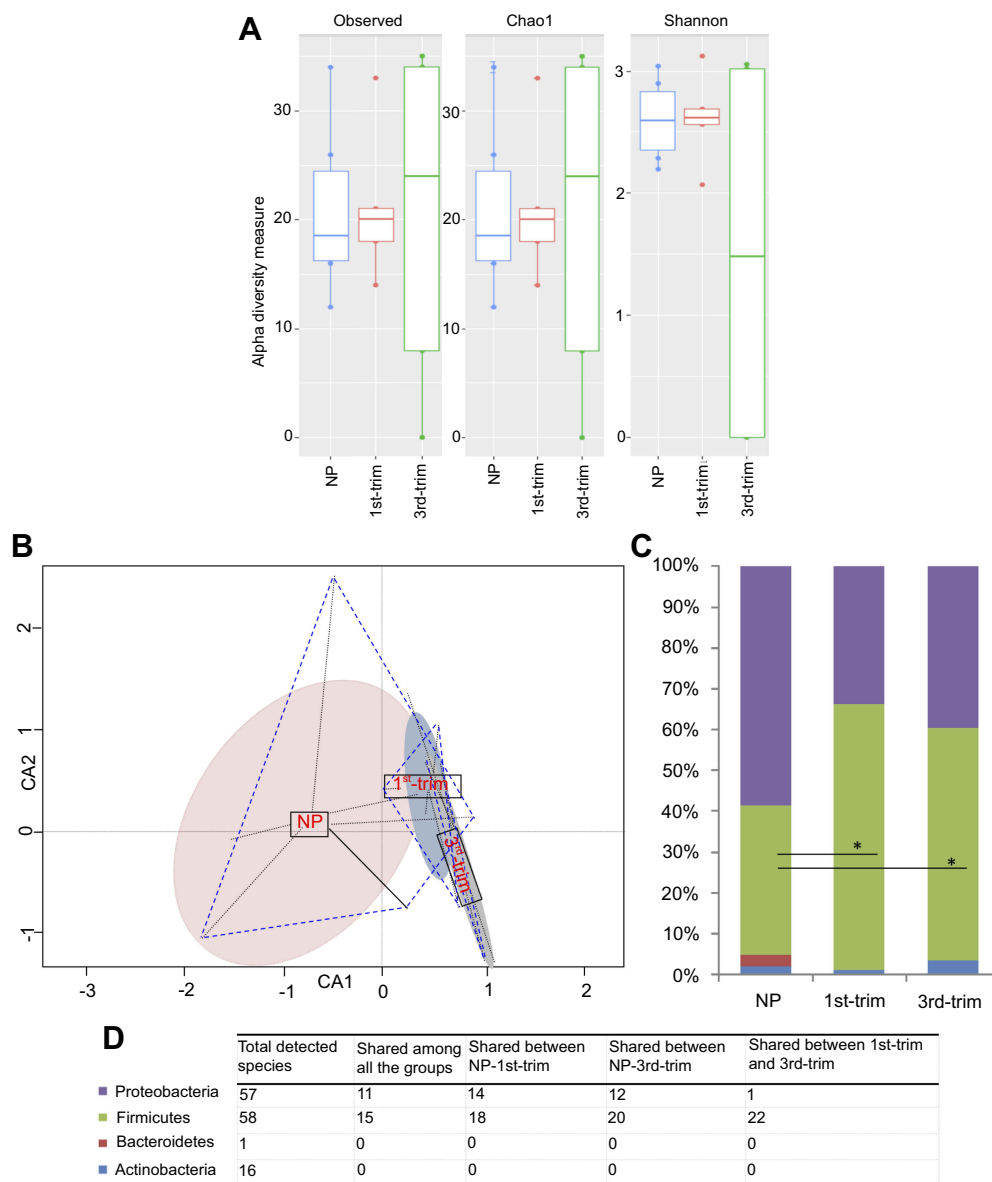 A
Observed
Chao1
Shannon
Alpha diversity measure
30
20
10
0
30
20
10
0
3
2
1
0
NP
1st-trim
3rd-trim
NP
1st-trim
3rd-trim
NP
1st-trim
3rd-trim
B
CA2
2
1
0
-1
NP
1st-trim
3rd-trim
-3
-2
-1
0
1
2
CA1
C
100%
90%
80%
70%
60%
50%
40%
30%
20%
10%
0%
*
*
NP
1st-trim
3rd-trim
D
Total detected species
Shared among all the groups
Shared between NP-1st-trim
Shared between NP-3rd-trim
Shared between 1st-trim and 3rd-trim
Proteobacteria 57 11 14 12 1
Firmicutes 58 15 18 20 22
Bacteroidetes 1 0 0 0 0
Actinobacteria 16 0 0 0 0